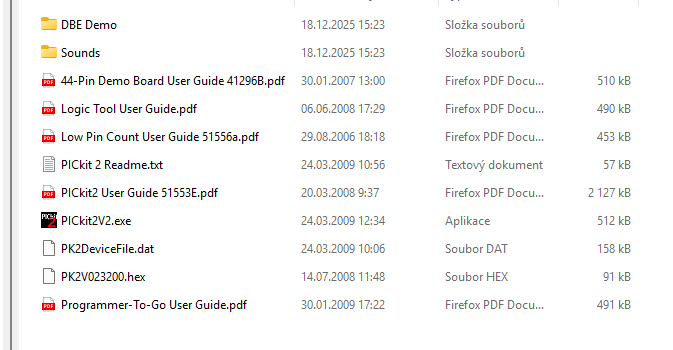 DBE Demo 18.12.2025 15:23 Složka souborů
Sounds 18.12.2025 15:23 Složka souborů
44-Pin Demo Board User Guide 41296B.pdf 30.01.2007 13:00 Firefox PDF Docu... 510 kB
Logic Tool User Guide.pdf 06.06.2008 17:29 Firefox PDF Docu... 490 kB
Low Pin Count User Guide 51556a.pdf 29.08.2006 18:18 Firefox PDF Docu... 453 kB
PICkit 2 Readme.txt 24.03.2009 10:56 Textový dokument 57 kB
PICkit2 User Guide 51553E.pdf 20.03.2008 9:37 Firefox PDF Docu... 2 127 kB
PICkit2V2.exe 24.03.2009 12:34 Aplikace 512 kB
PK2DeviceFile.dat 24.03.2009 10:06 Soubor DAT 158 kB
PK2V023200.hex 14.07.2008 11:48 Soubor HEX 91 kB
Programmer-To-Go User Guide.pdf 30.01.2009 17:22 Firefox PDF Docu... 491 kB